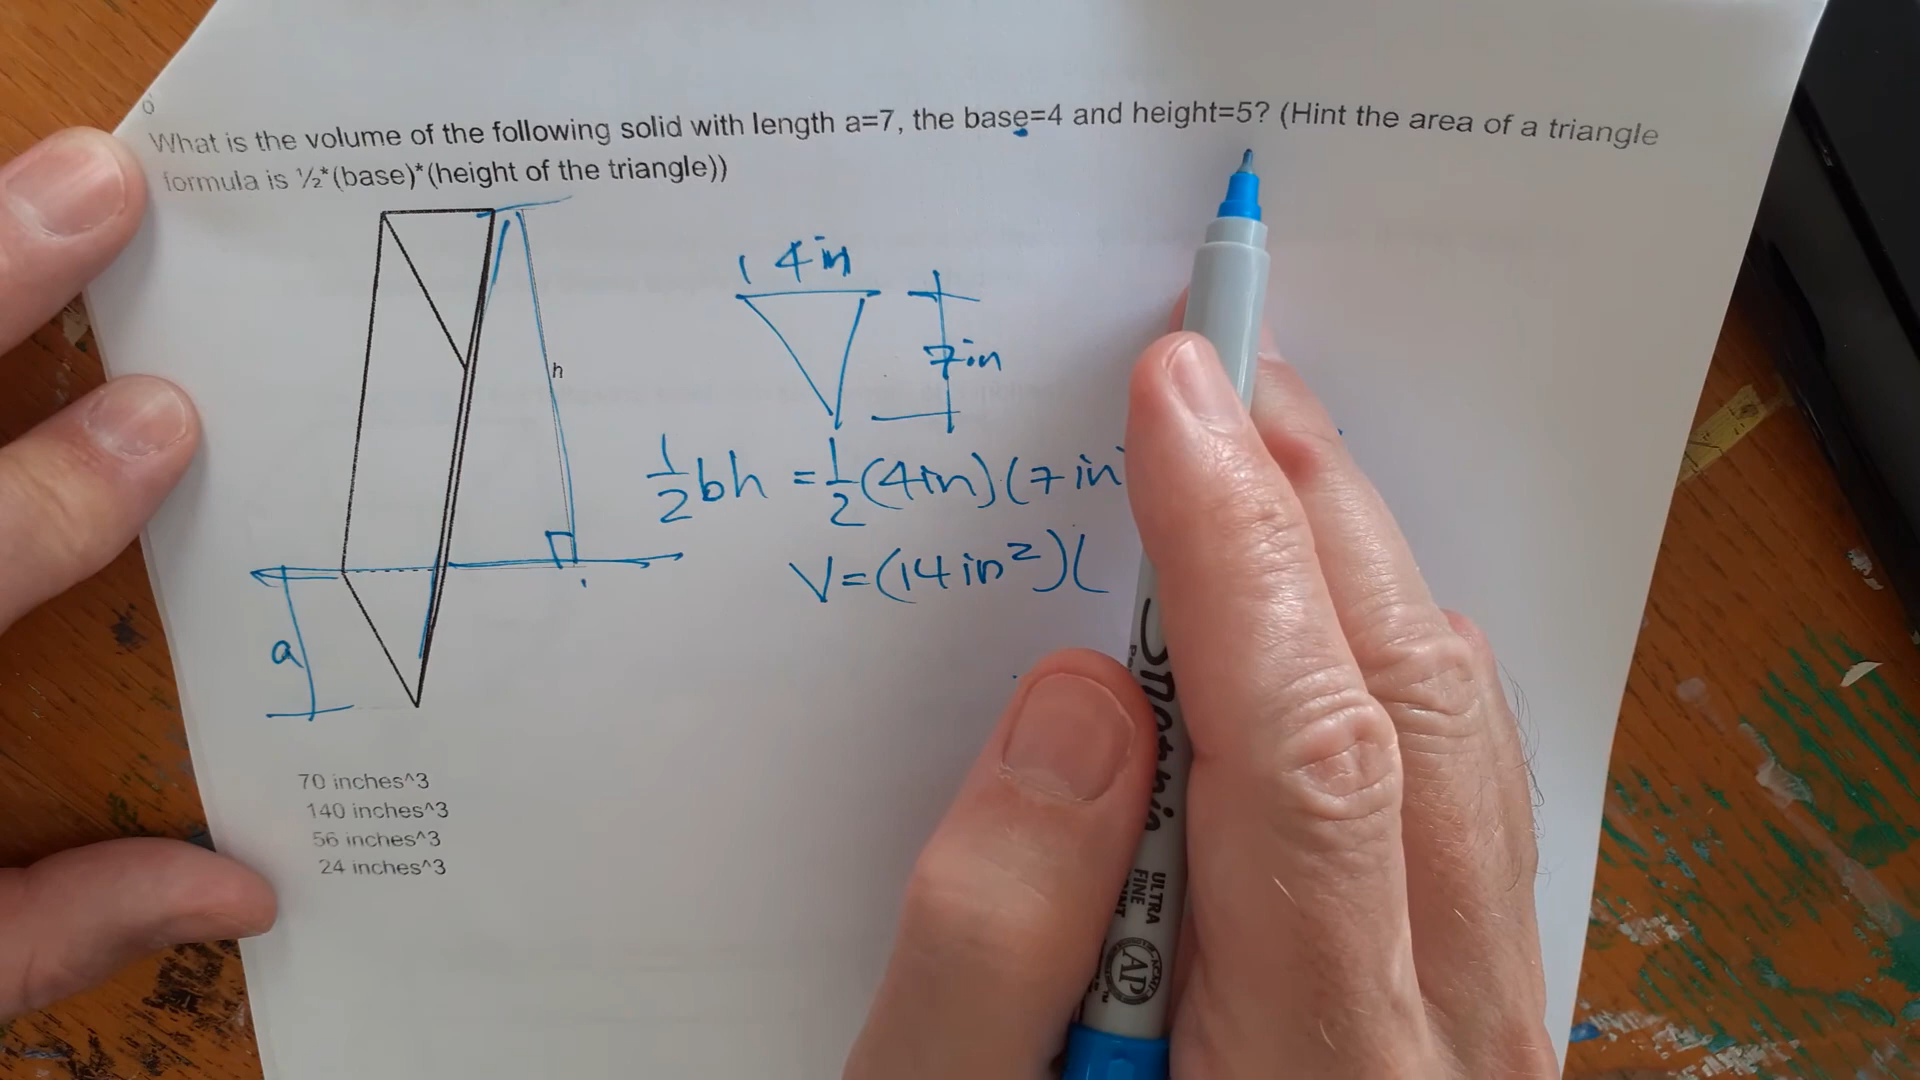 What is the volume of the following solid with length a=7, the base=4 and height=5? (Hint the area of a triangle
formula is ½*(base)*(height of the triangle))
4in
7in
h
½bh = ½(4in)(7in
V=(14in²)(
a
70 inches^3
140 inches^3
56 inches^3
24 inches^3
ULTRA
FINE
AP